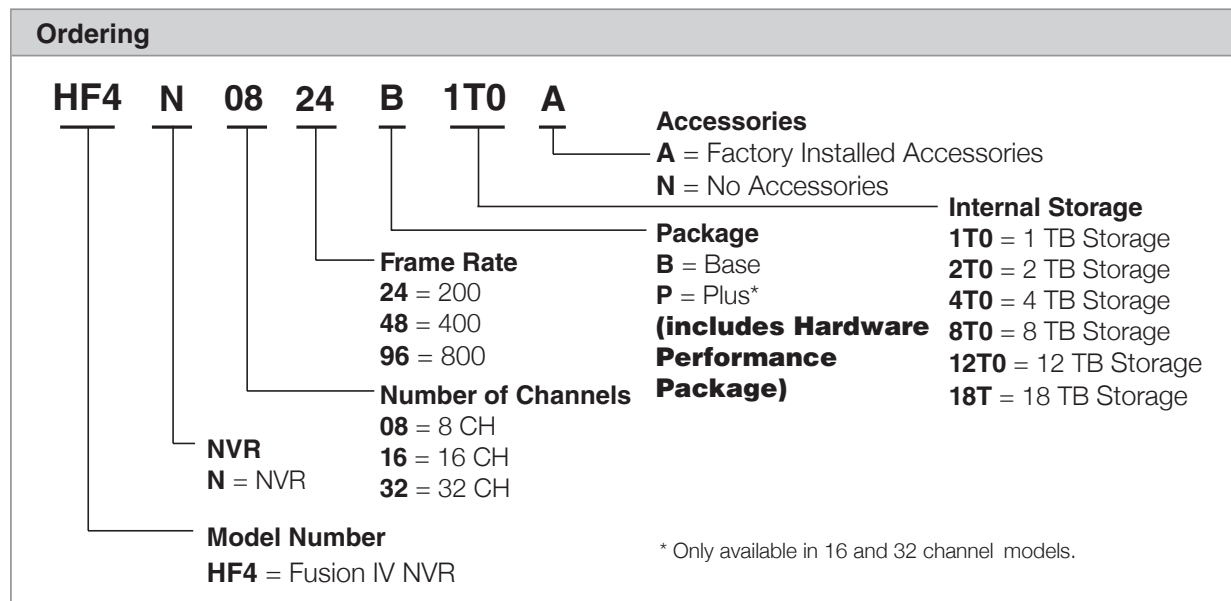 Ordering
HF4 N 08 24 B 1T0 A
Accessories
A = Factory Installed Accessories
N = No Accessories
Internal Storage
1T0 = 1 TB Storage
2T0 = 2 TB Storage
4T0 = 4 TB Storage
8T0 = 8 TB Storage
12T0 = 12 TB Storage
18T = 18 TB Storage
Package
B = Base
P = Plus*
(includes Hardware
Performance
Package)
Frame Rate
24 = 200
48 = 400
96 = 800
Number of Channels
08 = 8 CH
16 = 16 CH
32 = 32 CH
NVR
N = NVR
Model Number
HF4 = Fusion IV NVR
* Only available in 16 and 32 channel models.